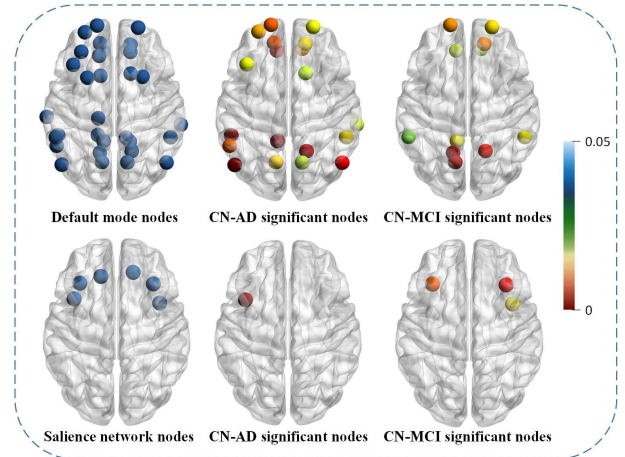 Default mode nodes
CN-AD significant nodes
CN-MCI significant nodes
0.05
0
Salience network nodes
CN-AD significant nodes
CN-MCI significant nodes